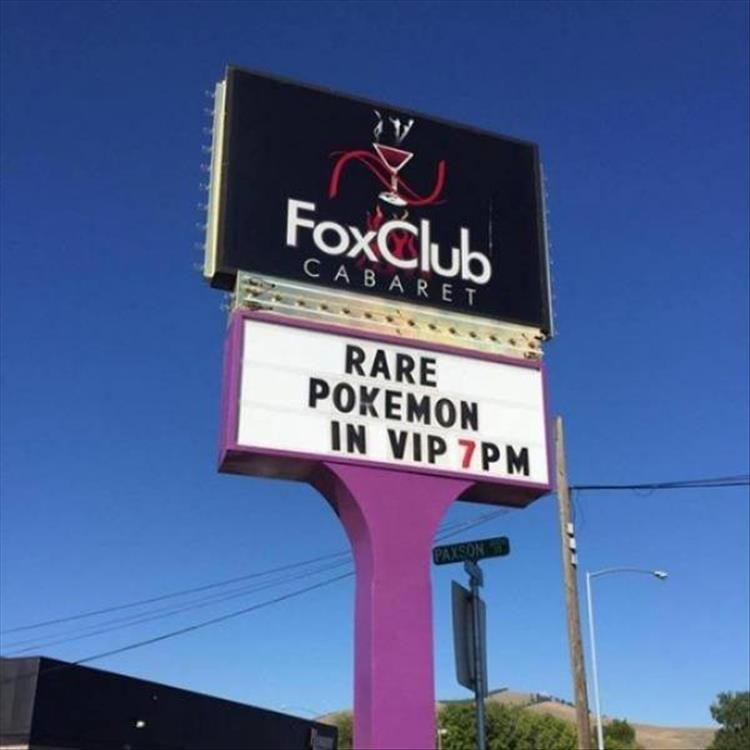 FoxClub
CABARET
RARE
POKEMON
IN VIP 7PM
PAXSON